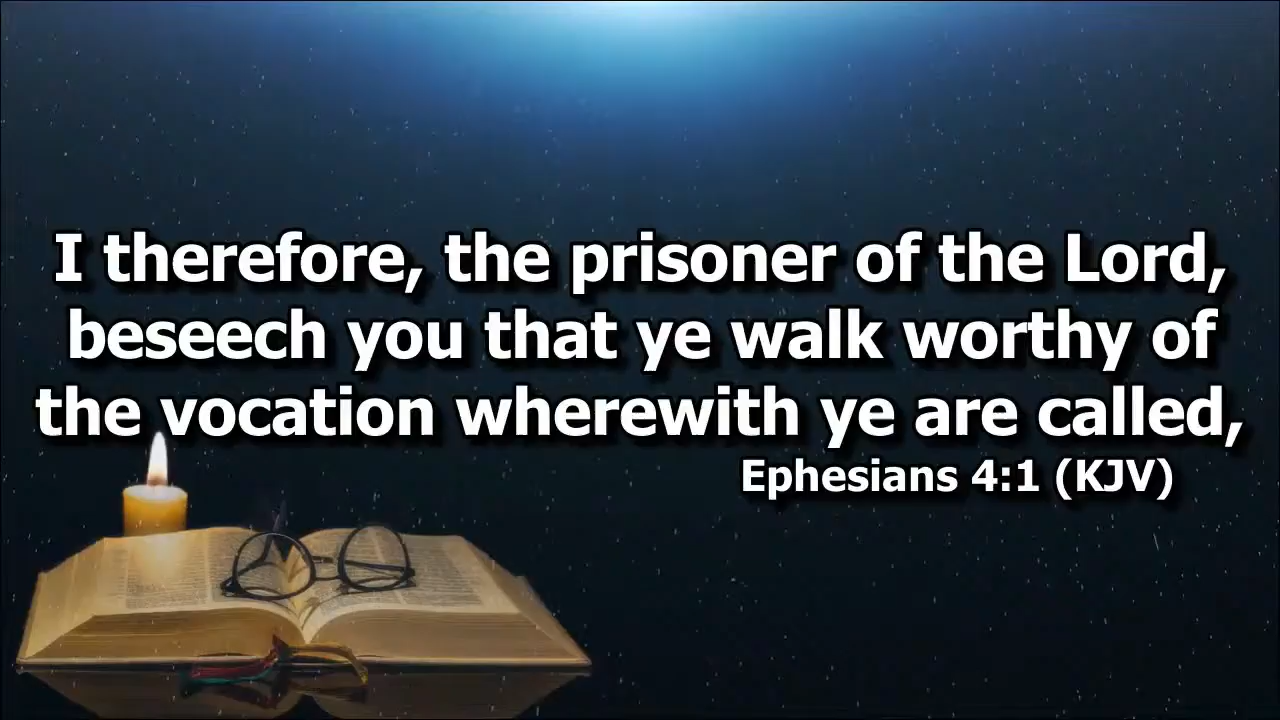 I therefore, the prisoner of the Lord,
beseech you that ye walk worthy of
the vocation wherewith ye are called,
Ephesians 4:1 (KJV)